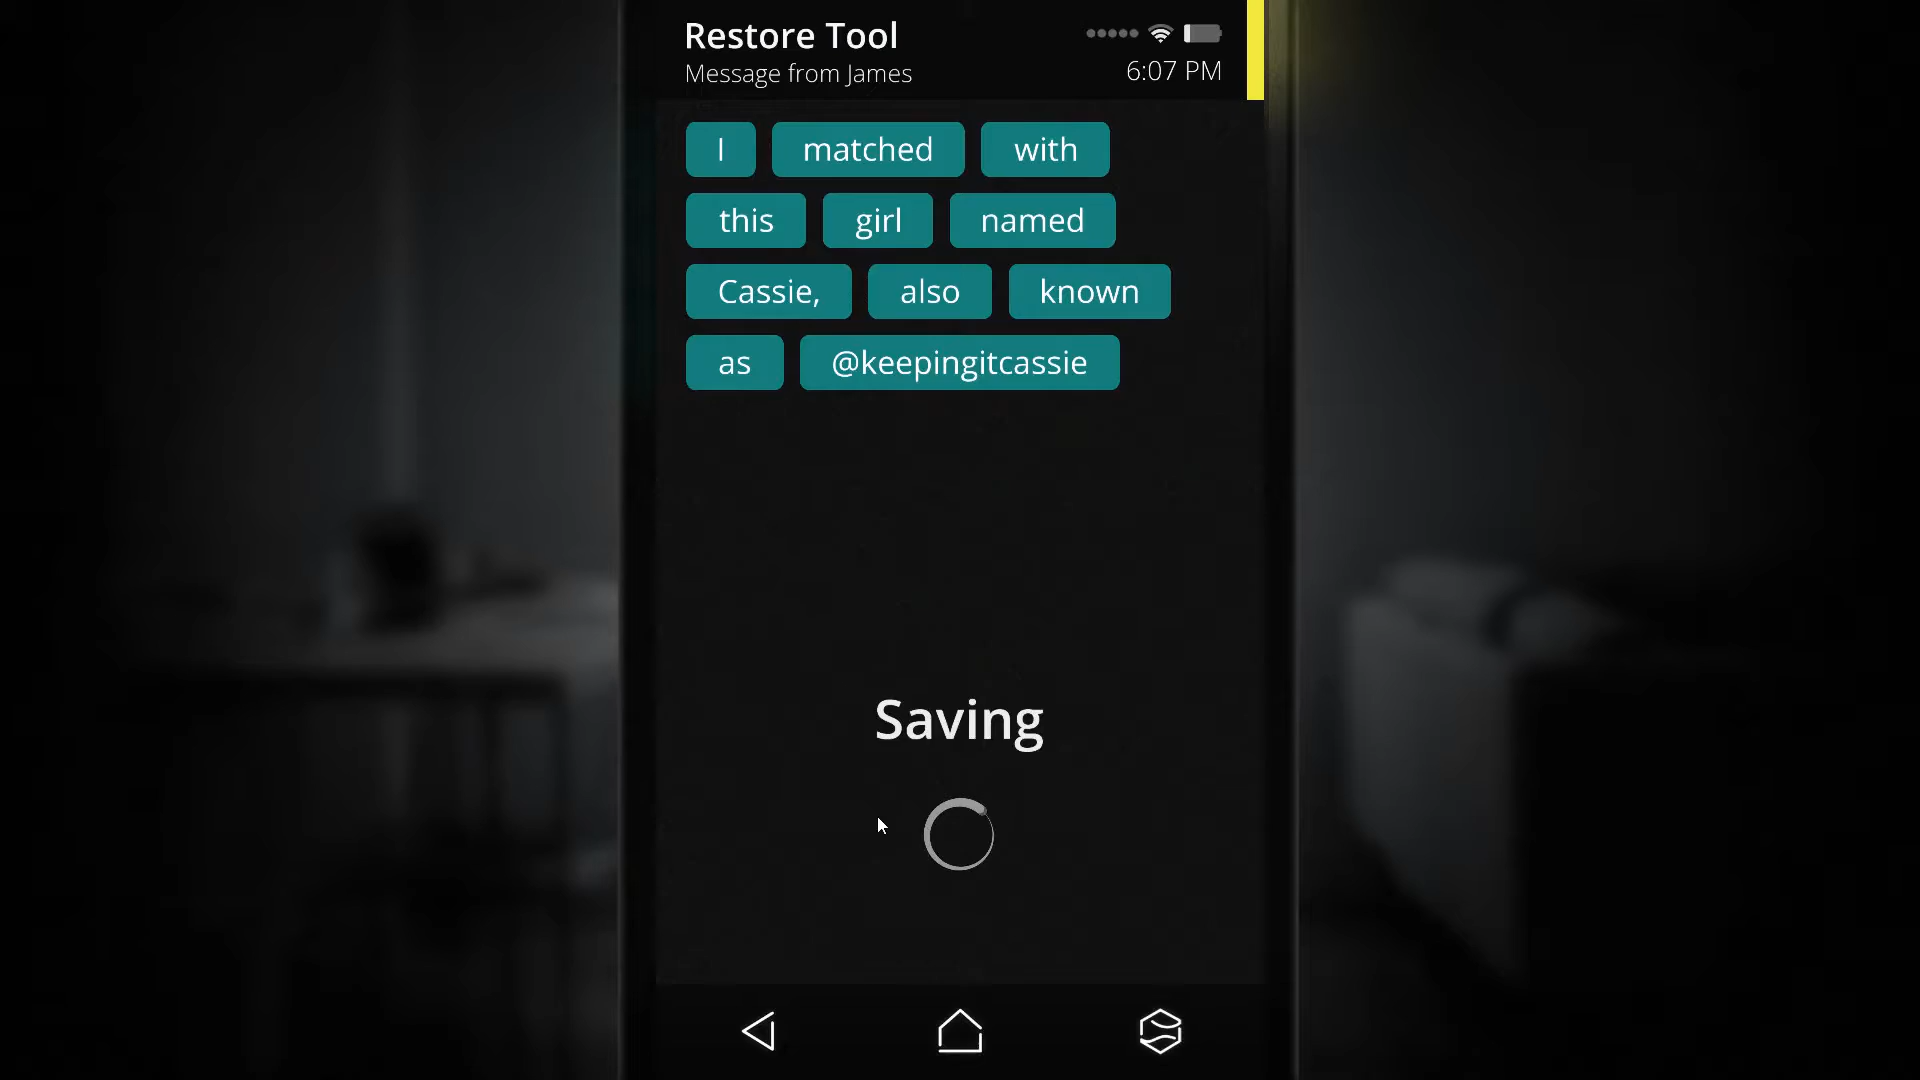 Restore Tool
Message from James
6:07 PM
I matched with
this girl named
Cassie, also known
as @keepingitcassie
Saving